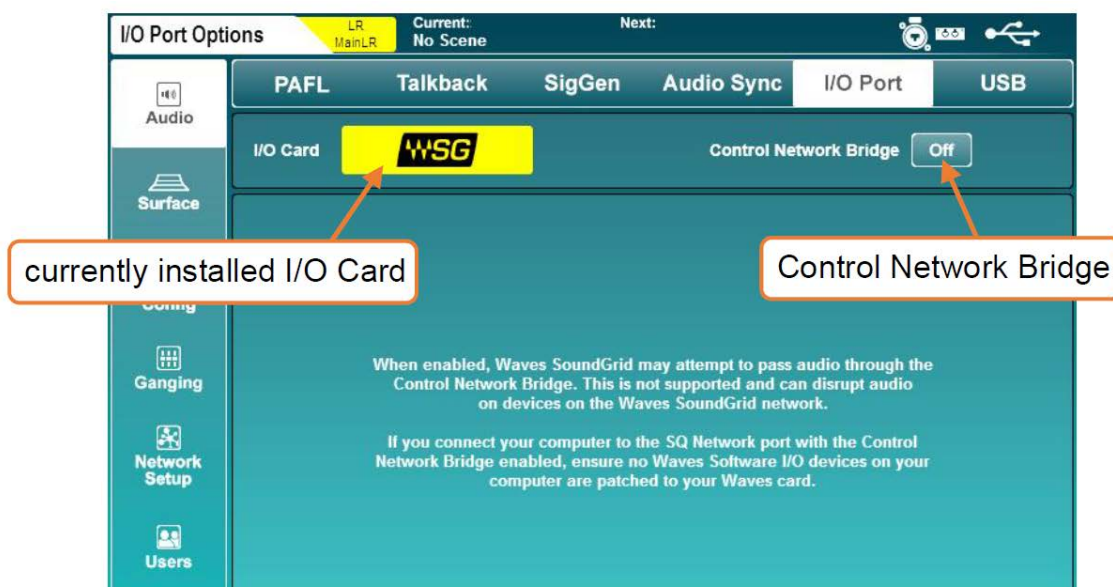 I/O Port Options
LR
MainLR
Current:
No Scene
Next:
Audio
PAFL
Talkback
SigGen
Audio Sync
I/O Port
USB
I/O Card
WSG
Control Network Bridge
Off
Surface
currently installed I/O Card
Control Network Bridge
Config
Ganging
When enabled, Waves SoundGrid may attempt to pass audio through the
Control Network Bridge. This is not supported and can disrupt audio
on devices on the Waves SoundGrid network.
Network
Setup
If you connect your computer to the SQ Network port with the Control
Network Bridge enabled, ensure no Waves Software I/O devices on your
computer are patched to your Waves card.
Users